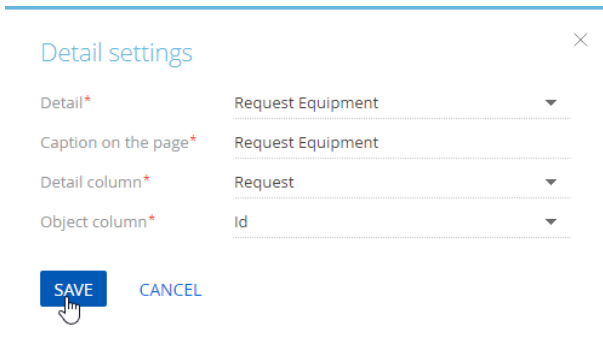 Detail settings
Detail* Request Equipment
Caption on the page* Request Equipment
Detail column* Request
Object column* Id
SAVE CANCEL